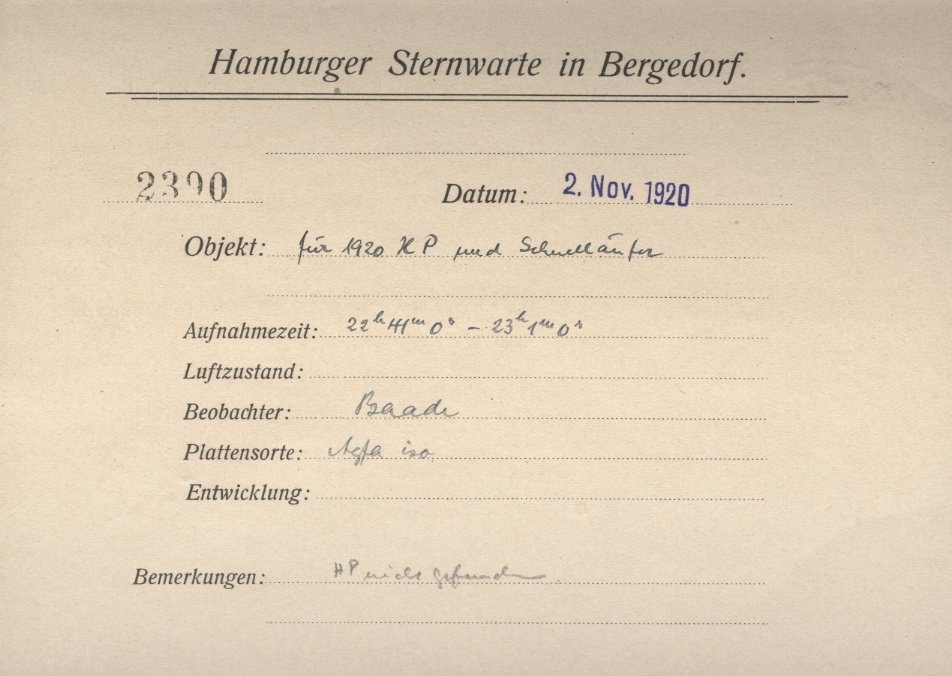 Hamburger Sternwarte in Bergedorf.
2390 Datum: 2. Nov. 1920
Objekt: für 1920 HP und Schnelläufer
Aufnahmezeit: 22h 41m 0s – 23h 1m 0s
Luftzustand:
Beobachter: Baade
Plattensorte: Agfa iso
Entwicklung:
Bemerkungen: HP nicht gefunden